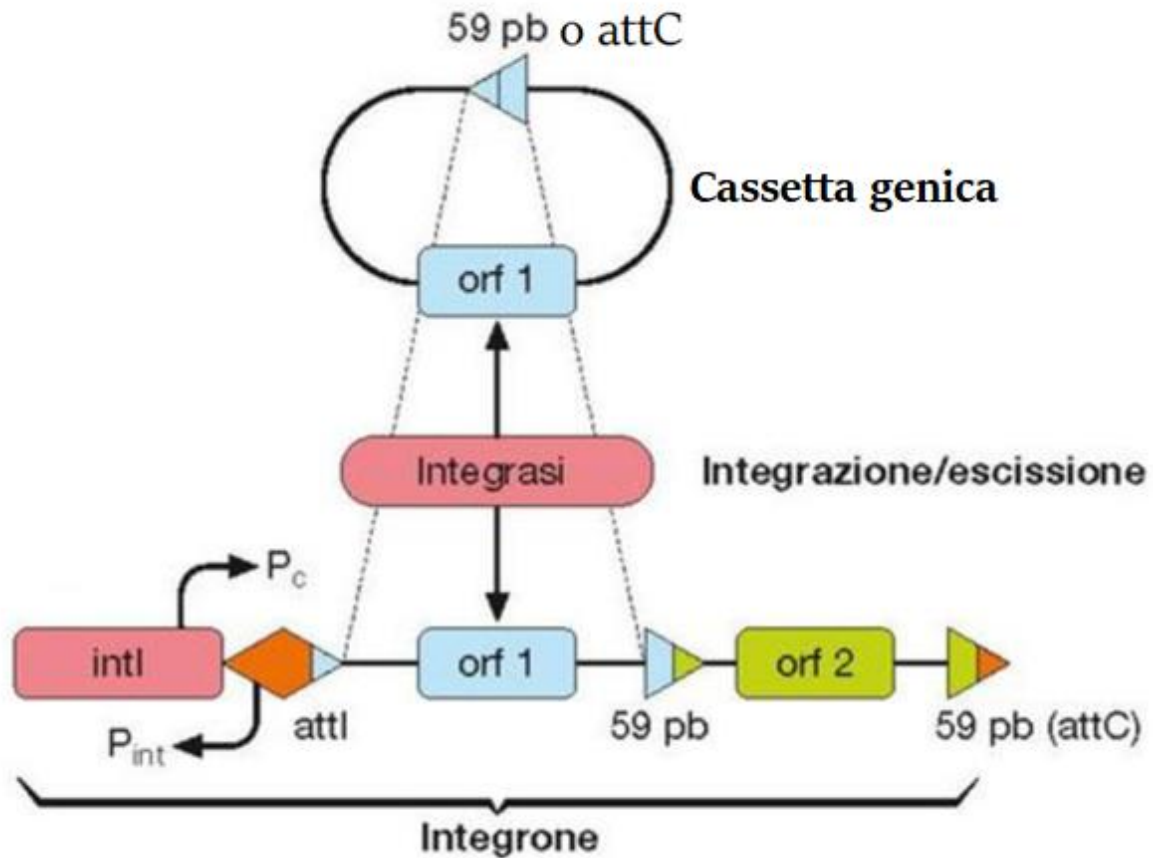 59 pb o attC
Cassetta genica
orf 1
Integrasi
Integrazione/escissione
Pc
intI
orf 1
orf 2
attI
59 pb
59 pb (attC)
Pint
Integrone